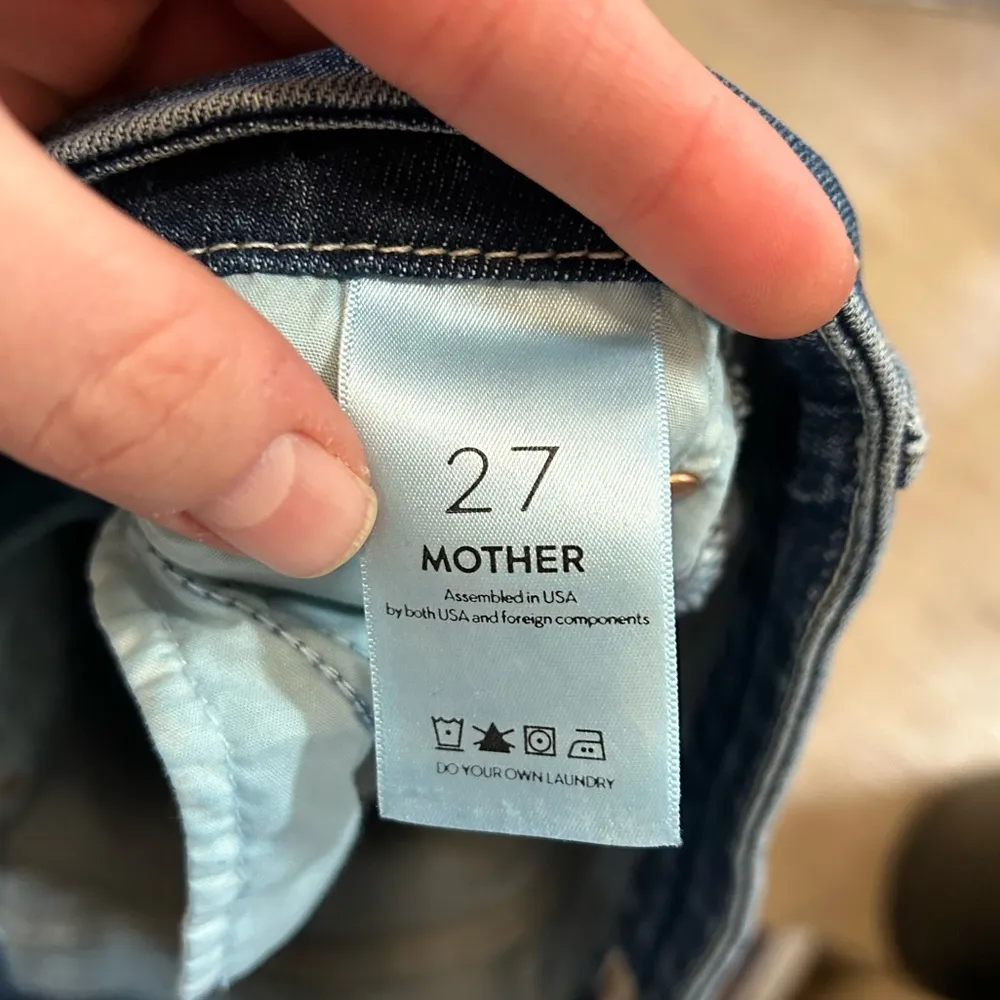 27
MOTHER
Assembled in USA
by both USA and foreign components
DO YOUR OWN LAUNDRY